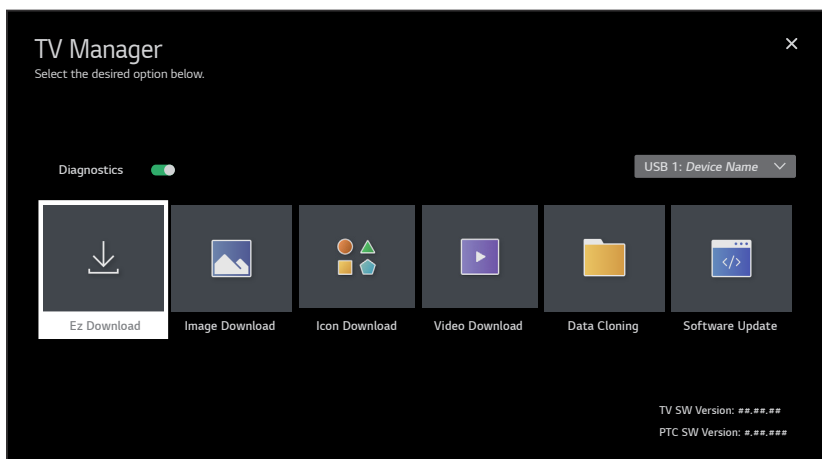 TV Manager
Select the desired option below.
Diagnostics
USB 1: Device Name
</>
Ez Download
Image Download
Icon Download
Video Download
Data Cloning
Software Update
TV SW Version: ##.##.##
PTC SW Version: #.##.###